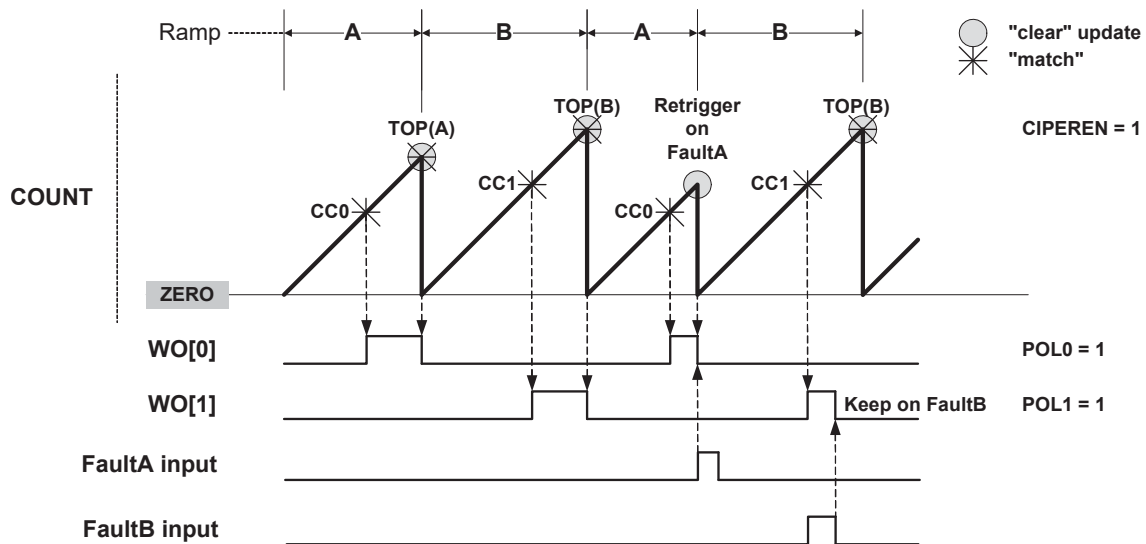 Ramp
A
B
A
B
"clear" update
"match"
TOP(A)
TOP(B)
Retrigger
on
FaultA
TOP(B)
CIPEREN = 1
COUNT
CC0
CC1
CC0
CC1
ZERO
WO[0]
POL0 = 1
WO[1]
Keep on FaultB
POL1 = 1
FaultA input
FaultB input